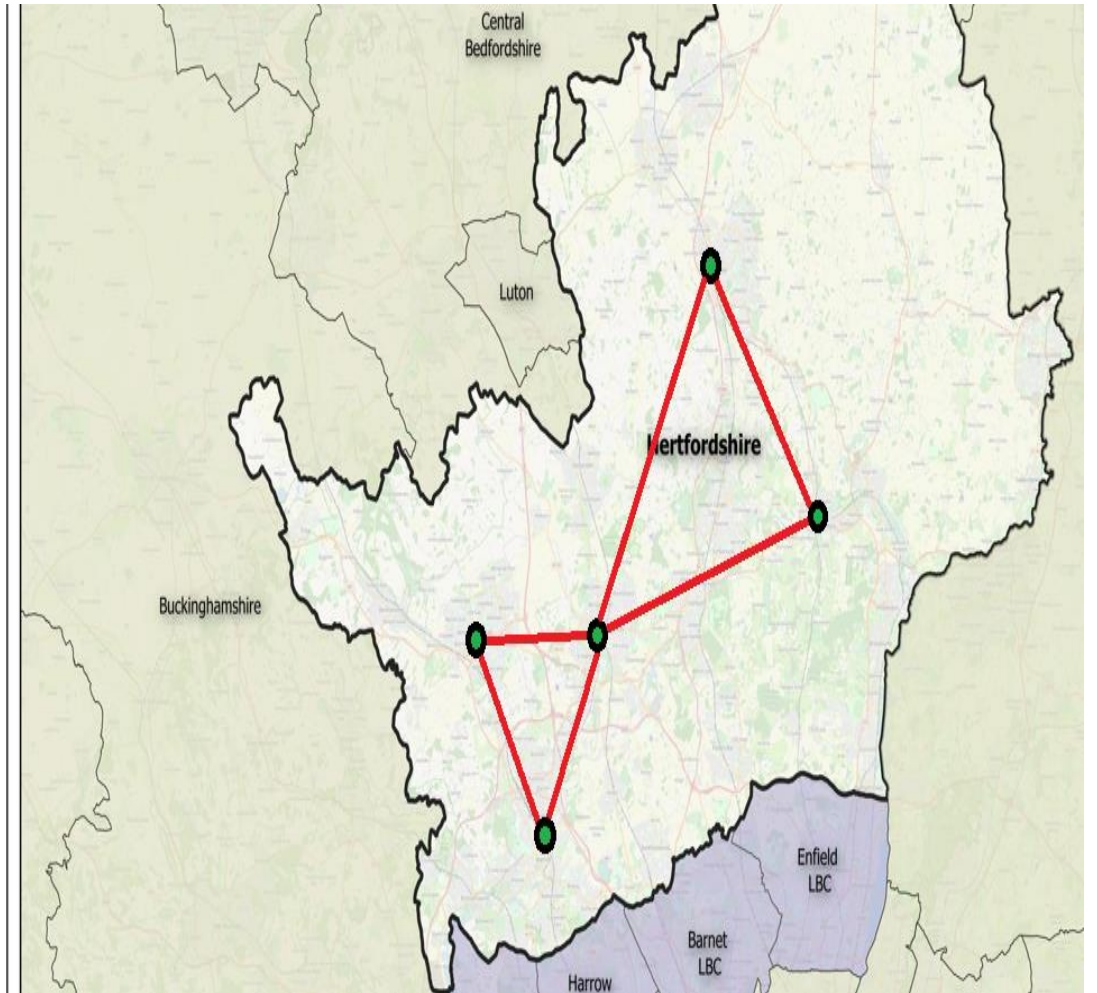 Central
Bedfordshire
Luton
Hertfordshire
Buckinghamshire
Enfield
LBC
Barnet
LBC
Harrow